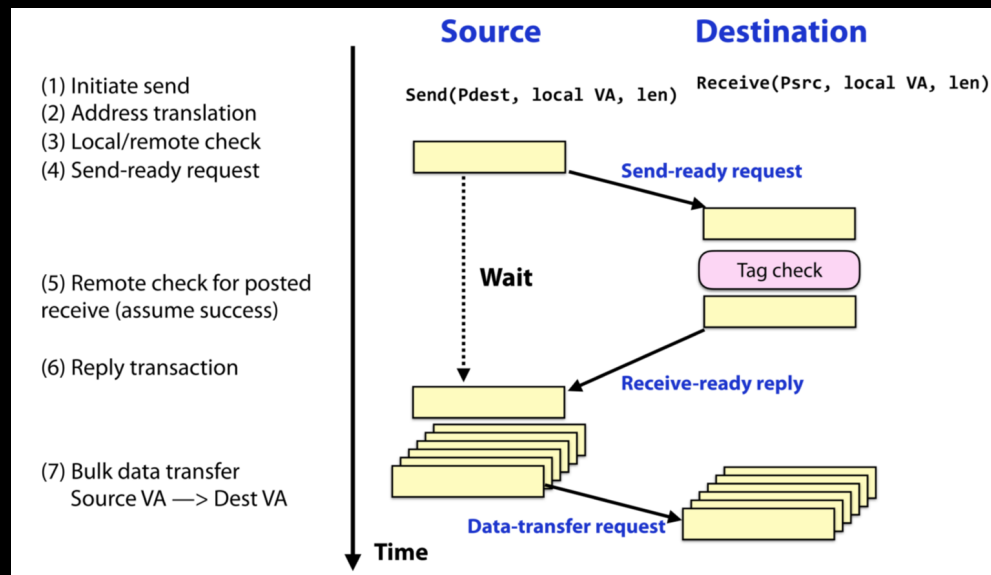 Source
Destination
(1) Initiate send
(2) Address translation
(3) Local/remote check
(4) Send-ready request
Send(Pdest, local VA, len)
Receive(Psrc, local VA, len)
Send-ready request
Tag check
Wait
(5) Remote check for posted
receive (assume success)
(6) Reply transaction
Receive-ready reply
(7) Bulk data transfer
Source VA —> Dest VA
Data-transfer request
Time